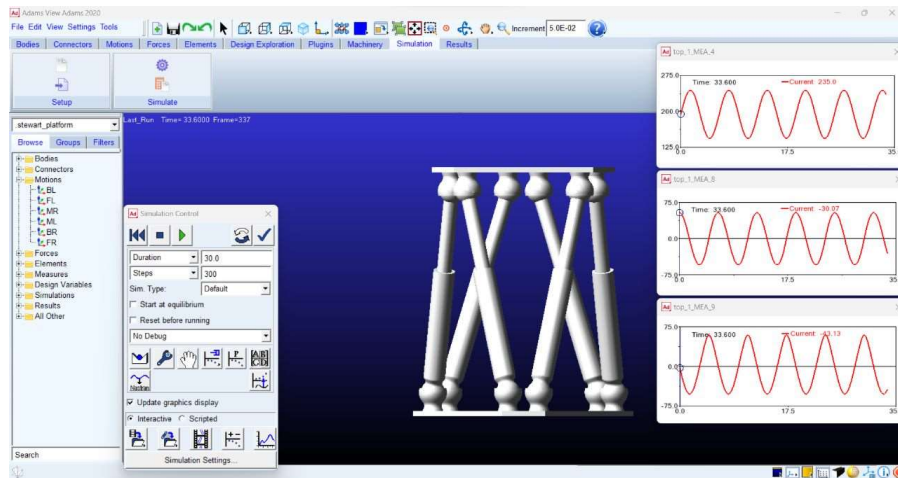 Adams View Adams 2020
File Edit View Settings Tools
Increment 5.0E-02
Bodies Connectors Motions Forces Elements Design Exploration Plugins Machinery Simulation Results
Setup Simulate
.stewart_platform
Browse Groups Filters
Bodies
Connectors
Motions
BL
FL
MR
ML
BR
FR
Forces
Elements
Measures
Design Variables
Simulations
Results
All Other
Search
Last_Run Time= 33.6000 Frame=337
Simulation Control
Duration 30.0
Steps 300
Sim. Type: Default
Start at equilibrium
Reset before running
No Debug
Nastran
Update graphics display
Interactive Scripted
Simulation Settings...
top_1_MEA_4
275.0
Time: 33.600 Current: 235.0
200.0
125.0
0.0 17.5 35
top_1_MEA_8
75.0
Time: 33.600 Current: -30.07
0.0
-75.0
0.0 17.5 35
top_1_MEA_9
75.0
Time: 33.600 Current: -43.13
0.0
-75.0
0.0 17.5 35